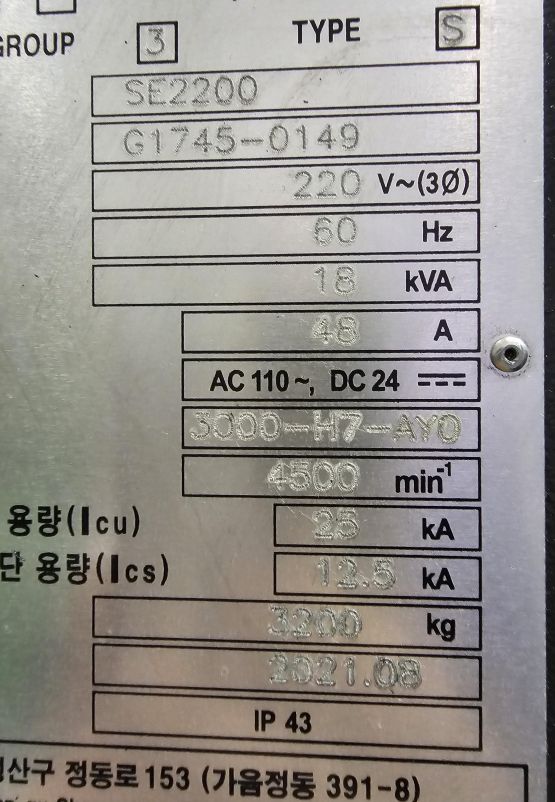 GROUP 3 TYPE S
SE2200
G1745-0149
220 V~(3Ø)
60 Hz
18 kVA
48 A
AC 110~, DC 24 ⎓
3000-H7-AY0
4500 min-1
용량(Icu) 25 kA
단 용량(Ics) 12.5 kA
3200 kg
2021.08
IP 43
산구 정동로 153 (가음정동 391-8)